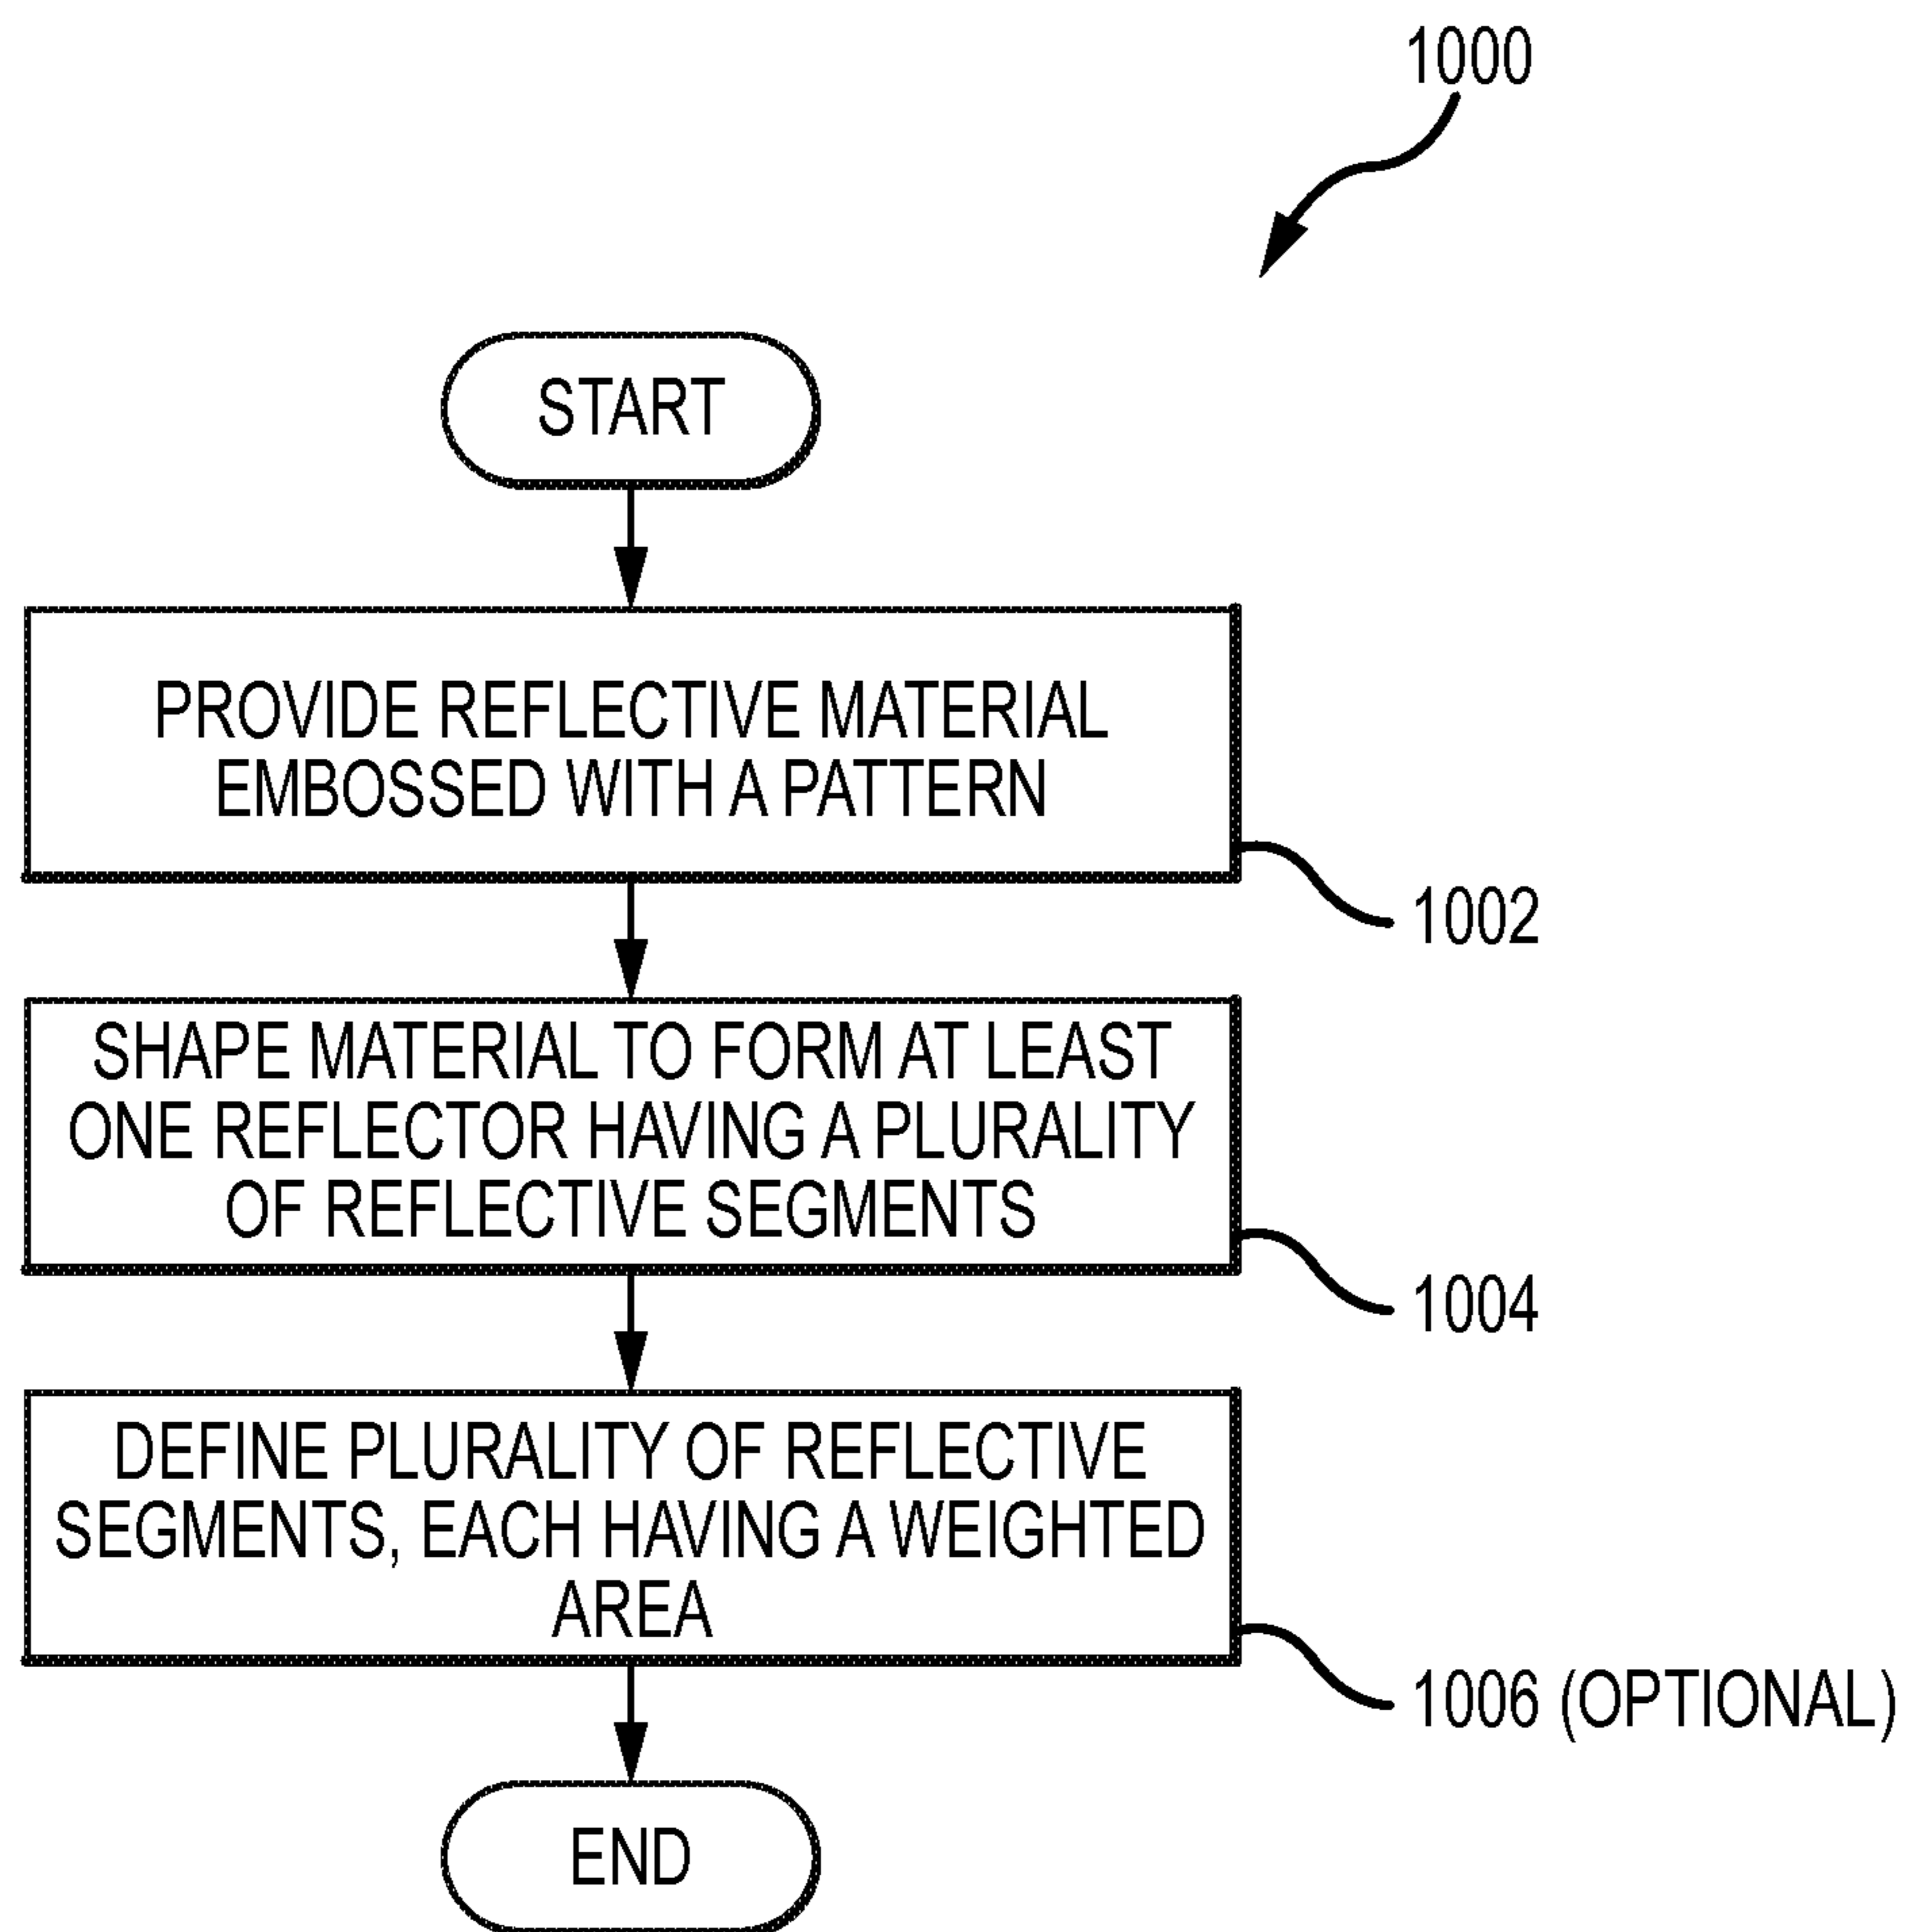 1000
START
PROVIDE REFLECTIVE MATERIAL
EMBOSSED WITH A PATTERN
1002
SHAPE MATERIAL TO FORM AT LEAST
ONE REFLECTOR HAVING A PLURALITY
OF REFLECTIVE SEGMENTS
1004
DEFINE PLURALITY OF REFLECTIVE
SEGMENTS, EACH HAVING A WEIGHTED
AREA
1006 (OPTIONAL)
END